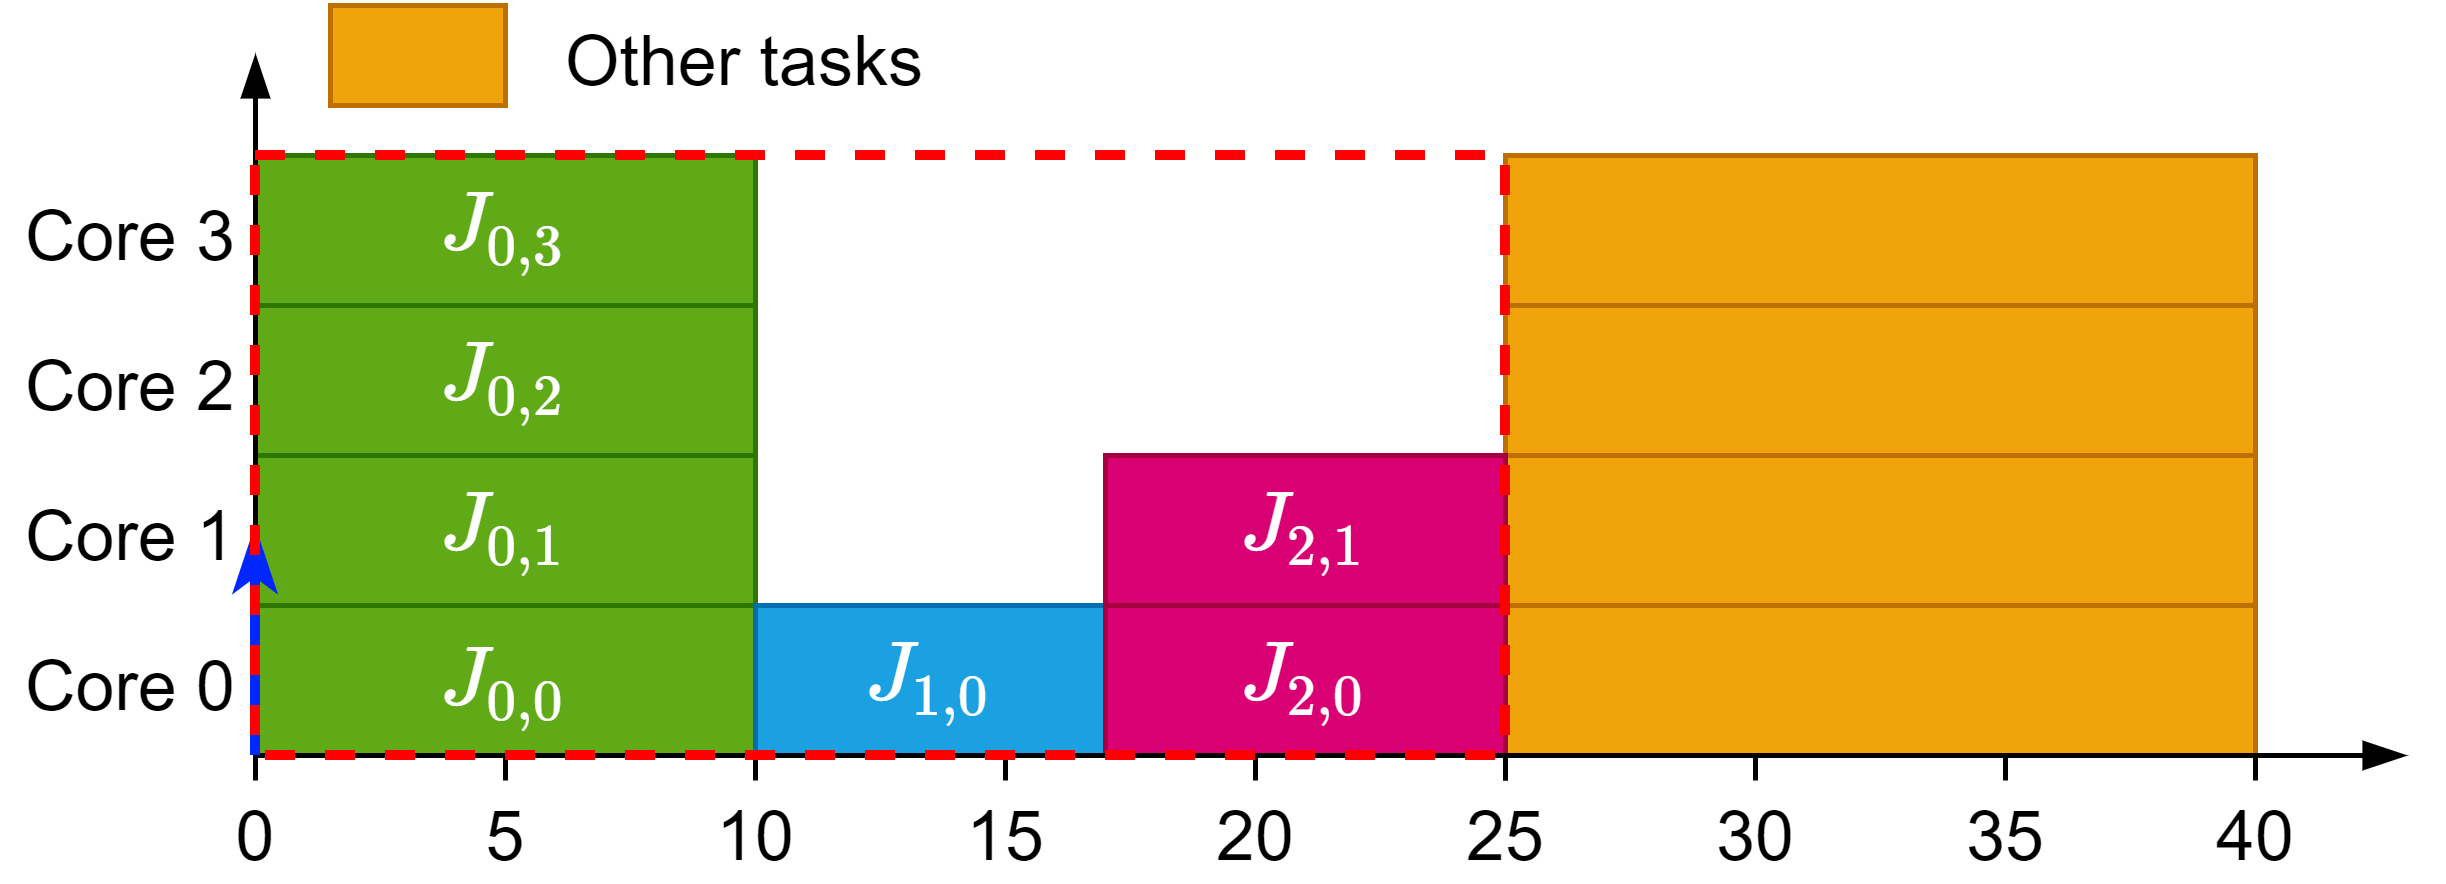 Other tasks
Core 3
J0,3
Core 2
J0,2
Core 1
J0,1
J2,1
Core 0
J0,0
J1,0
J2,0
0 5 10 15 20 25 30 35 40